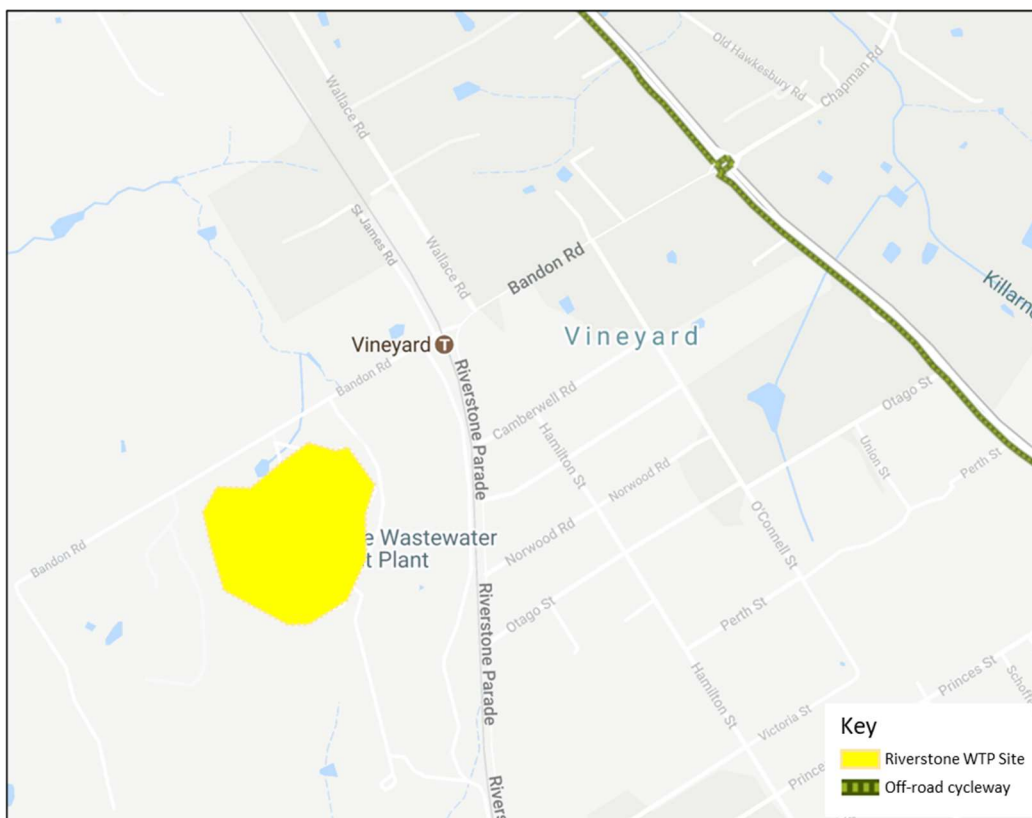 Old Hawkesbury Rd
Chapman Rd
Wallace Rd
St James Rd
Wallace Rd
Bandon Rd
Killarn
Vineyard
Vineyard T
Bandon Rd
Riverstone Parade
Camberwell Rd
Otago St
Hamilton St
Union St
Perth St
Norwood Rd
O'Connell St
e Wastewater
t Plant
Norwood Rd
Bandon Rd
Riverstone Parade
Otago St
Perth St
Princes St
Schof
Hamilton St
Victoria St
Princ
Rivers
Key
Riverstone WTP Site
Off-road cycleway